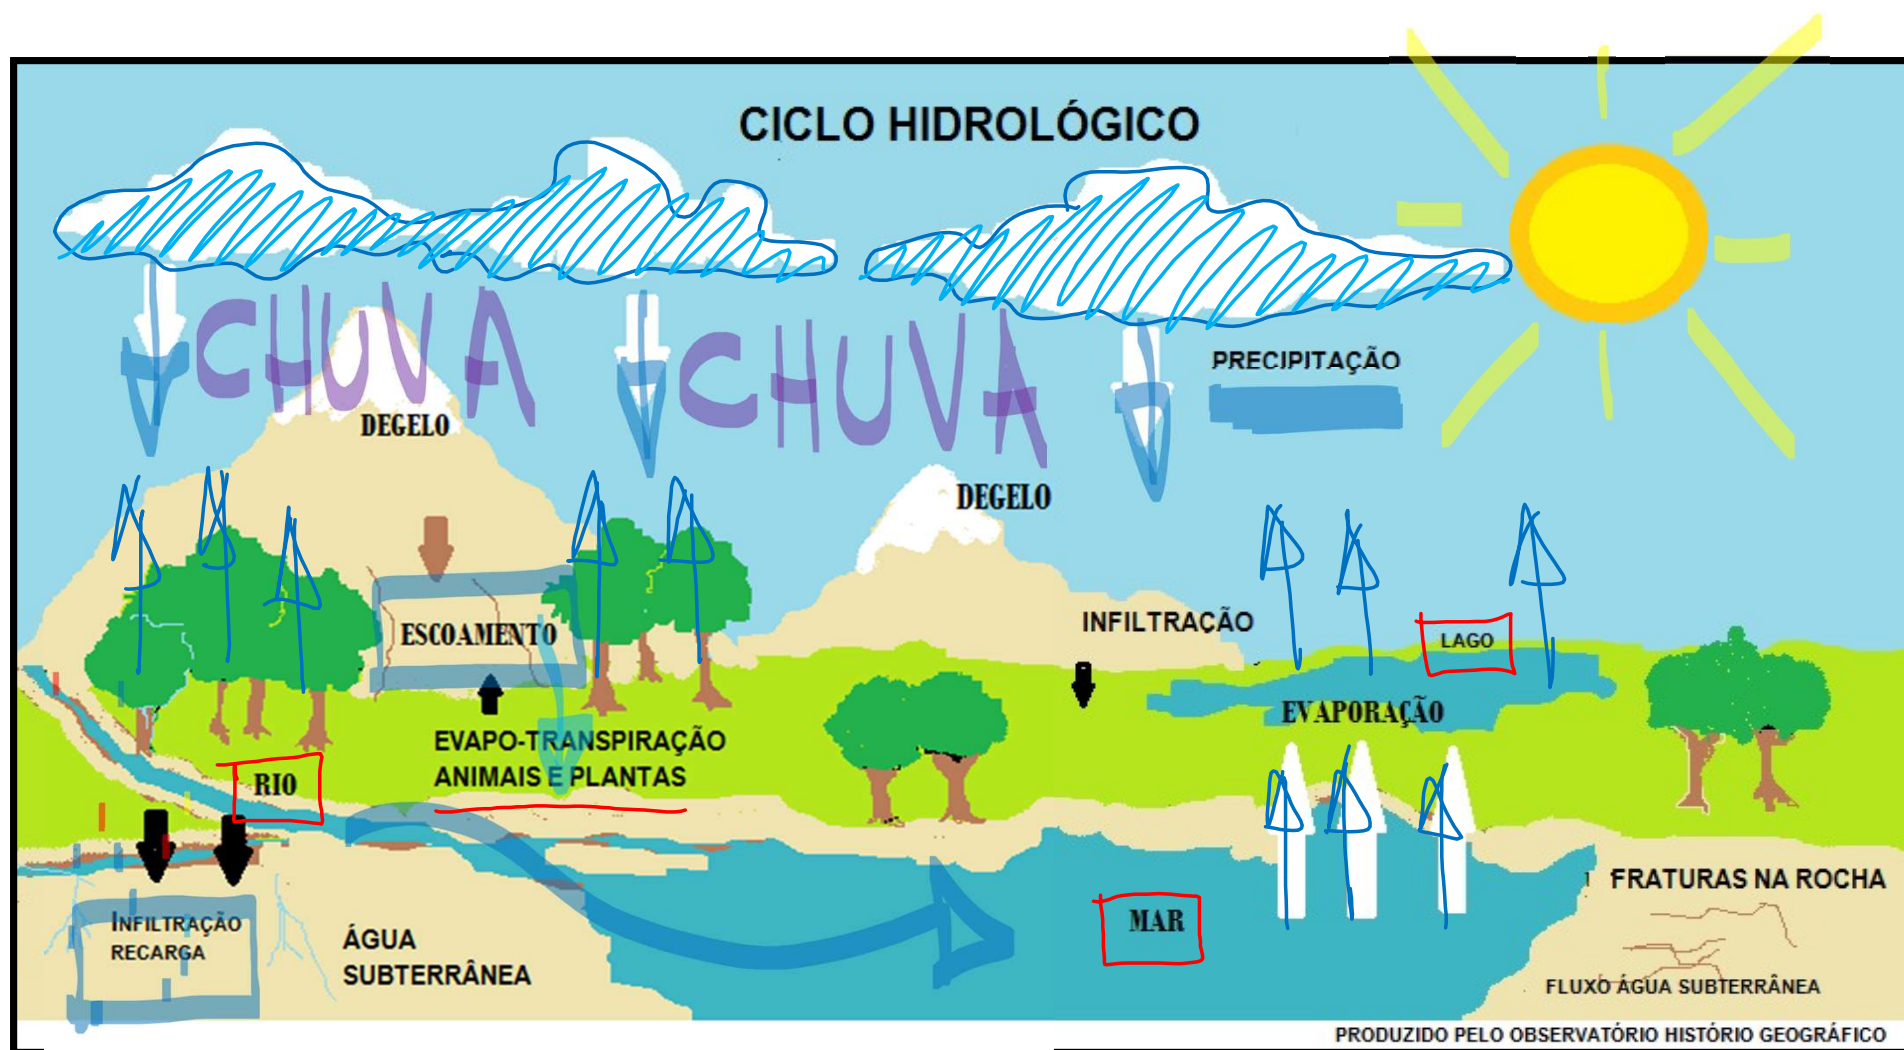 CICLO HIDROLÓGICO
CHUVA
CHUVA
PRECIPITAÇÃO
DEGELO
DEGELO
ESCOAMENTO
INFILTRAÇÃO
LAGO
EVAPORAÇÃO
EVAPO-TRANSPIRAÇÃO
ANIMAIS E PLANTAS
RIO
INFILTRAÇÃO
RECARGA
ÁGUA
SUBTERRÂNEA
MAR
FRATURAS NA ROCHA
FLUXO ÁGUA SUBTERRÂNEA
PRODUZIDO PELO OBSERVATÓRIO HISTÓRIO GEOGRÁFICO